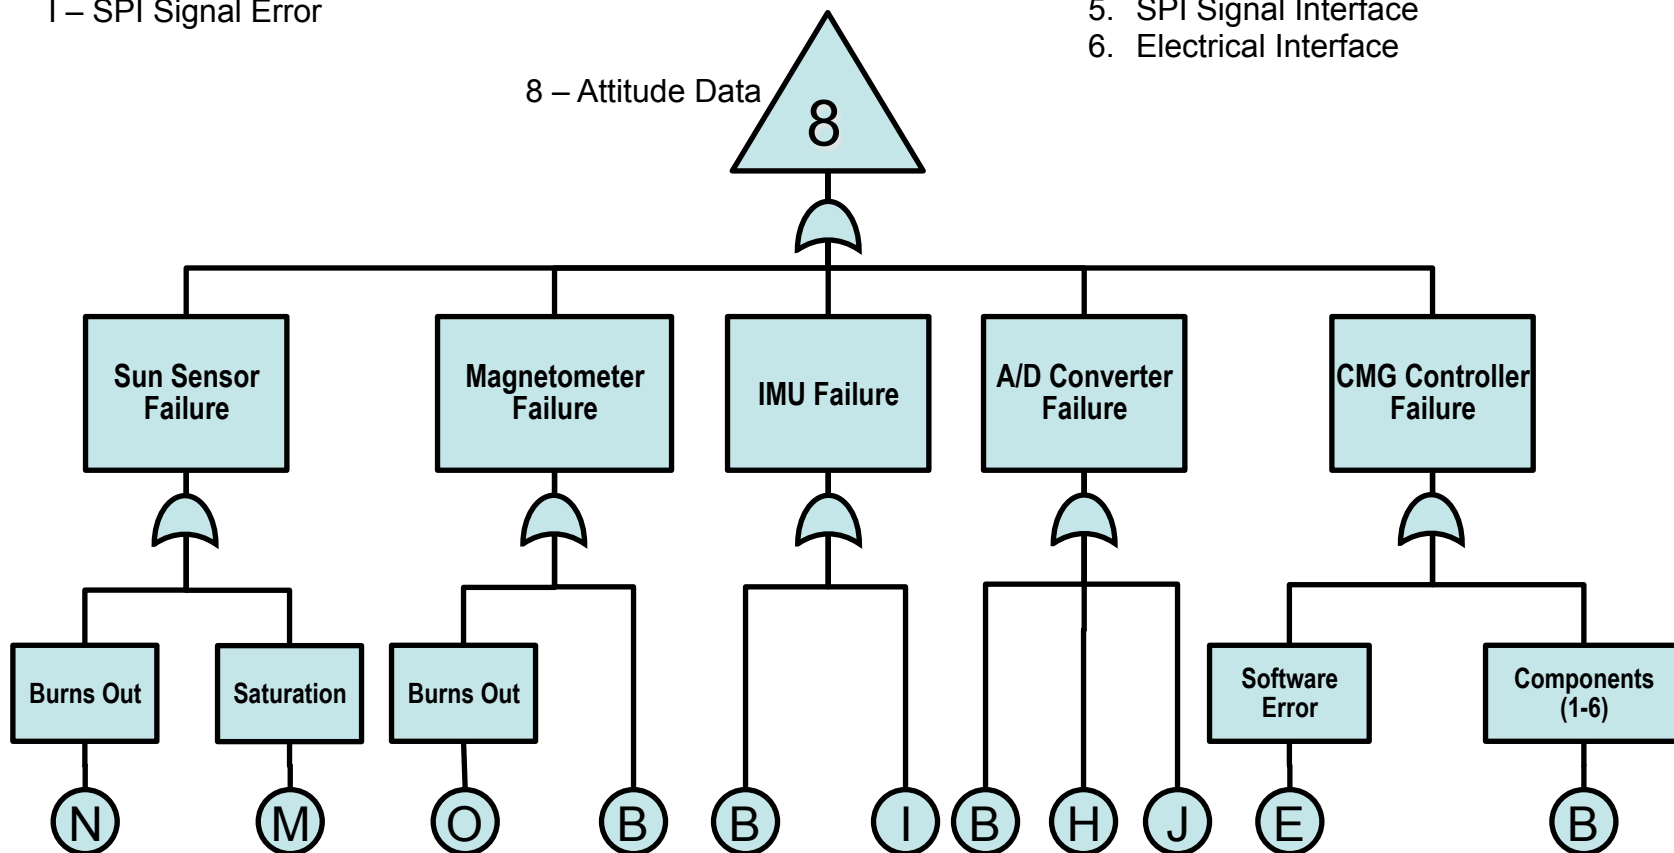 I – SPI Signal Error
5. SPI Signal Interface
6. Electrical Interface
8 – Attitude Data
8
Sun Sensor
Failure
Magnetometer
Failure
IMU Failure
A/D Converter
Failure
CMG Controller
Failure
Burns Out
Saturation
Burns Out
Software
Error
Components
(1-6)
N
M
O
B
B
I
B
H
J
E
B